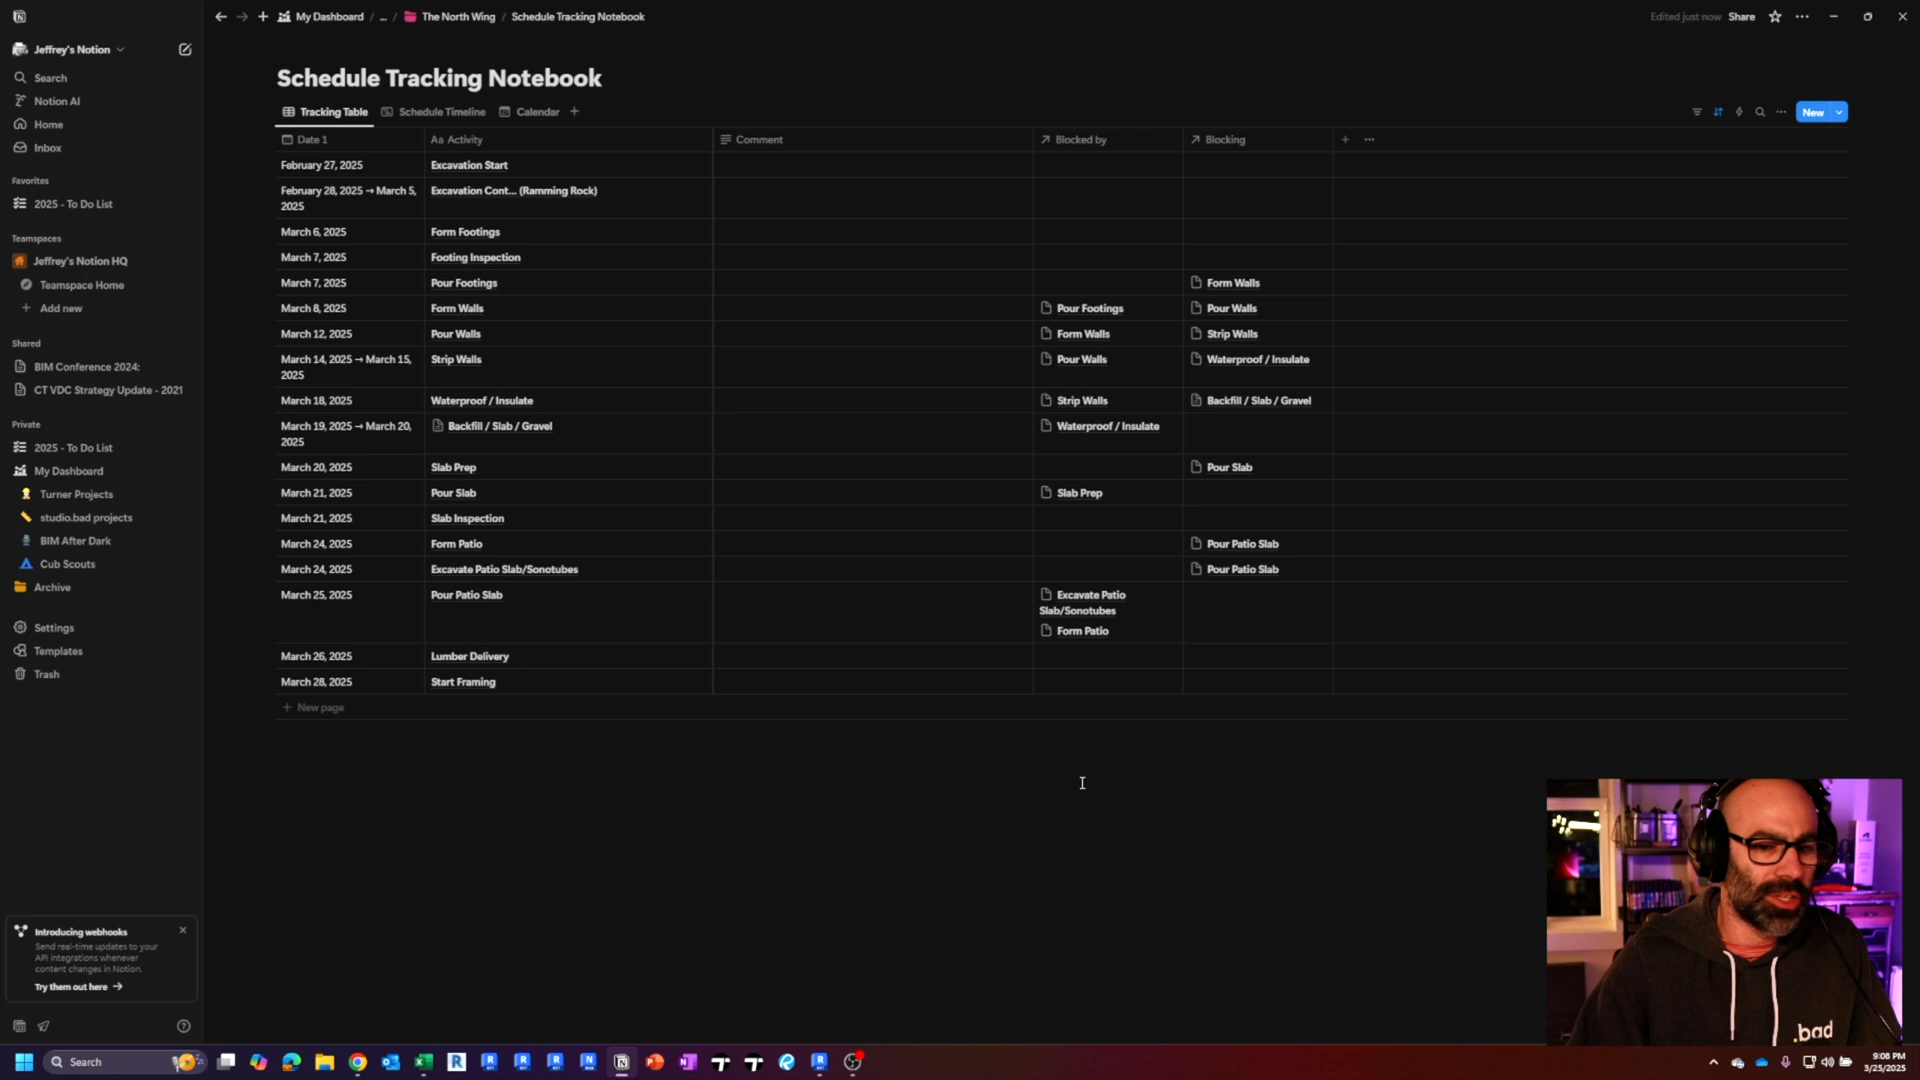 My Dashboard / ... / The North Wing / Schedule Tracking Notebook
Edited just now Share
Jeffrey's Notion
Search
Notion AI
Home
Inbox
Favorites
2025 - To Do List
Teamspaces
Jeffrey's Notion HQ
Teamspace Home
Add new
Shared
BIM Conference 2024:
CT VDC Strategy Update - 2021
Private
2025 - To Do List
My Dashboard
Turner Projects
studio.bad projects
BIM After Dark
Cub Scouts
Archive
Settings
Templates
Trash
Introducing webhooks
Send real-time updates to your
API integrations whenever
content changes in Notion.
Try them out here →
Schedule Tracking Notebook
Tracking Table Schedule Timeline Calendar
New
Date 1 Aa Activity Comment Blocked by Blocking
February 27, 2025 Excavation Start
February 28, 2025 → March 5, 2025 Excavation Cont... (Ramming Rock)
March 6, 2025 Form Footings
March 7, 2025 Footing Inspection
March 7, 2025 Pour Footings Form Walls
March 8, 2025 Form Walls Pour Footings Pour Walls
March 12, 2025 Pour Walls Form Walls Strip Walls
March 14, 2025 → March 15, 2025 Strip Walls Pour Walls Waterproof / Insulate
March 18, 2025 Waterproof / Insulate Strip Walls Backfill / Slab / Gravel
March 19, 2025 → March 20, 2025 Backfill / Slab / Gravel Waterproof / Insulate
March 20, 2025 Slab Prep Pour Slab
March 21, 2025 Pour Slab Slab Prep
March 21, 2025 Slab Inspection
March 24, 2025 Form Patio Pour Patio Slab
March 24, 2025 Excavate Patio Slab/Sonotubes Pour Patio Slab
March 25, 2025 Pour Patio Slab Excavate Patio Slab/Sonotubes
Form Patio
March 26, 2025 Lumber Delivery
March 28, 2025 Start Framing
New page
.bad
Search
9:08 PM
3/25/2025